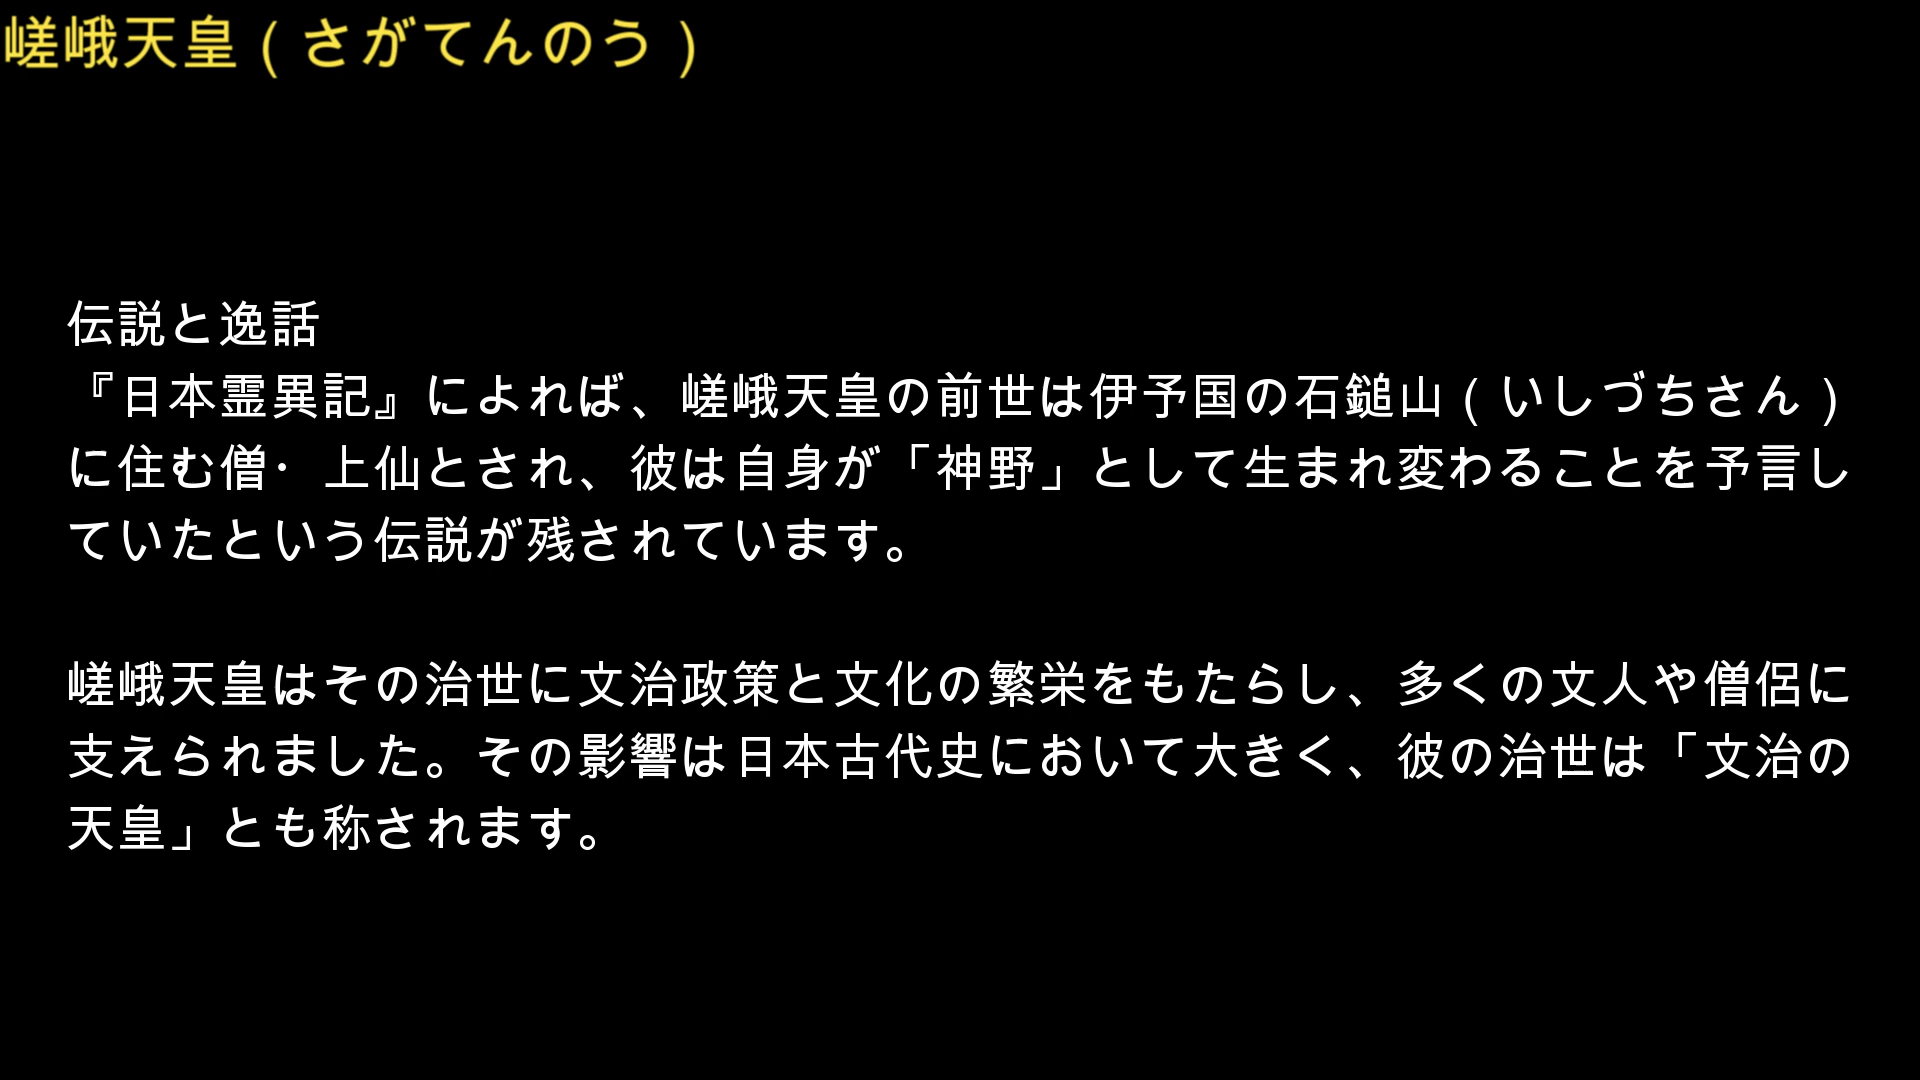 嵯峨天皇（さがてんのう）
伝説と逸話
『日本霊異記』によれば、嵯峨天皇の前世は伊予国の石鎚山（いしづちさん）
に住む僧・上仙とされ、彼は自身が「神野」として生まれ変わることを予言し
ていたという伝説が残されています。
嵯峨天皇はその治世に文治政策と文化の繁栄をもたらし、多くの文人や僧侶に
支えられました。その影響は日本古代史において大きく、彼の治世は「文治の
天皇」とも称されます。